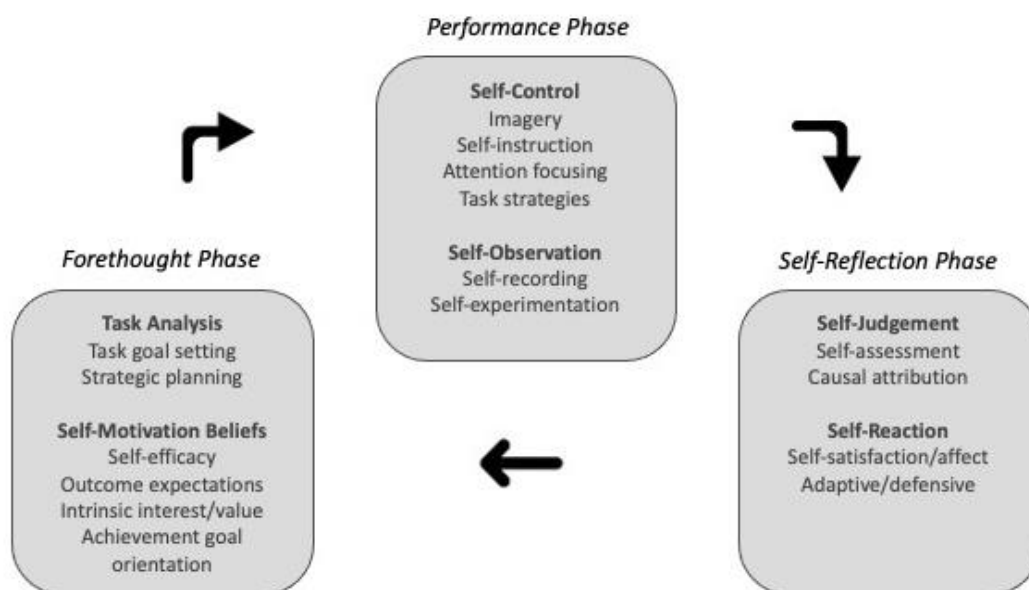 Performance Phase
Self-Control
Imagery
Self-instruction
Attention focusing
Task strategies
Self-Observation
Self-recording
Self-experimentation
Forethought Phase
Task Analysis
Task goal setting
Strategic planning
Self-Motivation Beliefs
Self-efficacy
Outcome expectations
Intrinsic interest/value
Achievement goal
orientation
Self-Reflection Phase
Self-Judgement
Self-assessment
Causal attribution
Self-Reaction
Self-satisfaction/affect
Adaptive/defensive